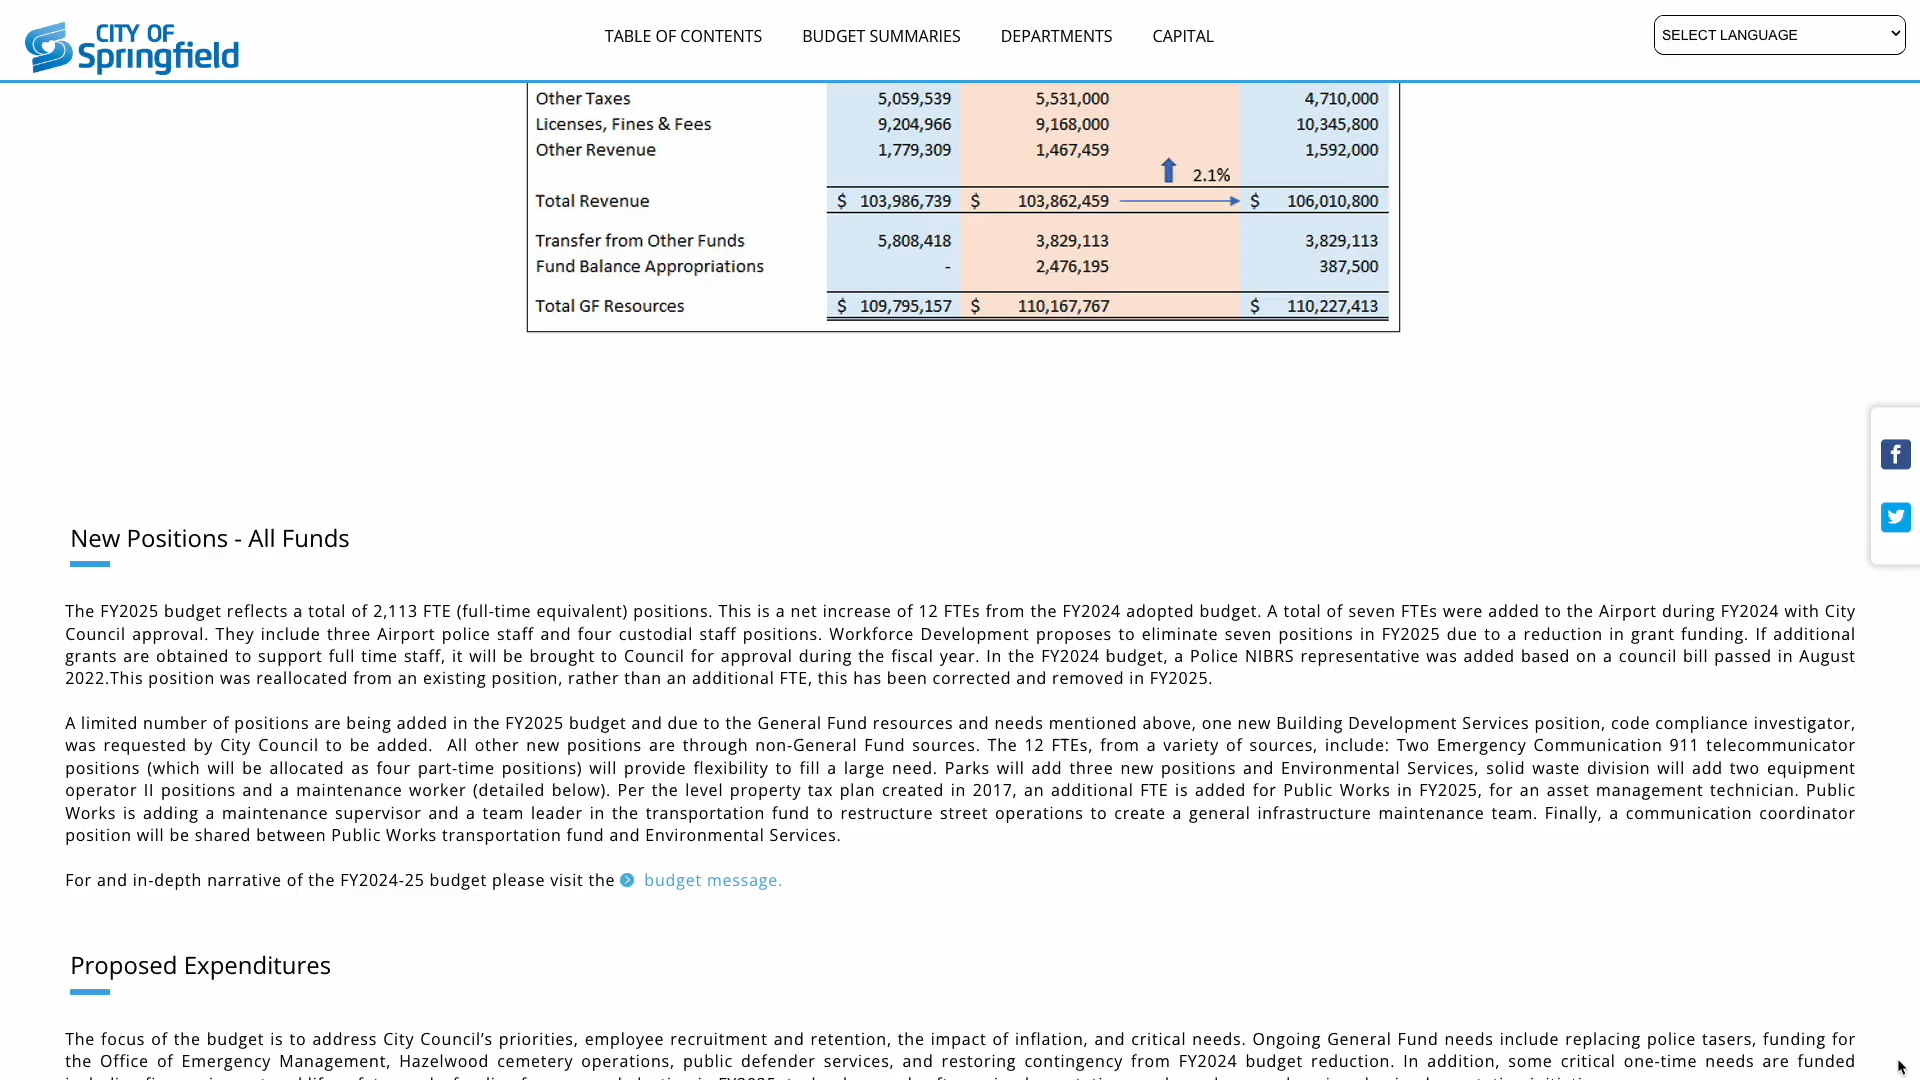 CITY OF
Springfield
TABLE OF CONTENTS BUDGET SUMMARIES DEPARTMENTS CAPITAL
SELECT LANGUAGE
Other Taxes 5,059,539 5,531,000 4,710,000
Licenses, Fines & Fees 9,204,966 9,168,000 10,345,800
Other Revenue 1,779,309 1,467,459 1,592,000
2.1%
Total Revenue $ 103,986,739 $ 103,862,459 $ 106,010,800
Transfer from Other Funds 5,808,418 3,829,113 3,829,113
Fund Balance Appropriations - 2,476,195 387,500
Total GF Resources $ 109,795,157 $ 110,167,767 $ 110,227,413
New Positions - All Funds
The FY2025 budget reflects a total of 2,113 FTE (full-time equivalent) positions. This is a net increase of 12 FTEs from the FY2024 adopted budget. A total of seven FTEs were added to the Airport during FY2024 with City
Council approval. They include three Airport police staff and four custodial staff positions. Workforce Development proposes to eliminate seven positions in FY2025 due to a reduction in grant funding. If additional
grants are obtained to support full time staff, it will be brought to Council for approval during the fiscal year. In the FY2024 budget, a Police NIBRS representative was added based on a council bill passed in August
2022.This position was reallocated from an existing position, rather than an additional FTE, this has been corrected and removed in FY2025.
A limited number of positions are being added in the FY2025 budget and due to the General Fund resources and needs mentioned above, one new Building Development Services position, code compliance investigator,
was requested by City Council to be added.  All other new positions are through non-General Fund sources. The 12 FTEs, from a variety of sources, include: Two Emergency Communication 911 telecommunicator
positions (which will be allocated as four part-time positions) will provide flexibility to fill a large need. Parks will add three new positions and Environmental Services, solid waste division will add two equipment
operator II positions and a maintenance worker (detailed below). Per the level property tax plan created in 2017, an additional FTE is added for Public Works in FY2025, for an asset management technician. Public
Works is adding a maintenance supervisor and a team leader in the transportation fund to restructure street operations to create a general infrastructure maintenance team. Finally, a communication coordinator
position will be shared between Public Works transportation fund and Environmental Services.
For and in-depth narrative of the FY2024-25 budget please visit the budget message.
Proposed Expenditures
The focus of the budget is to address City Council’s priorities, employee recruitment and retention, the impact of inflation, and critical needs. Ongoing General Fund needs include replacing police tasers, funding for
the Office of Emergency Management, Hazelwood cemetery operations, public defender services, and restoring contingency from FY2024 budget reduction. In addition, some critical one-time needs are funded